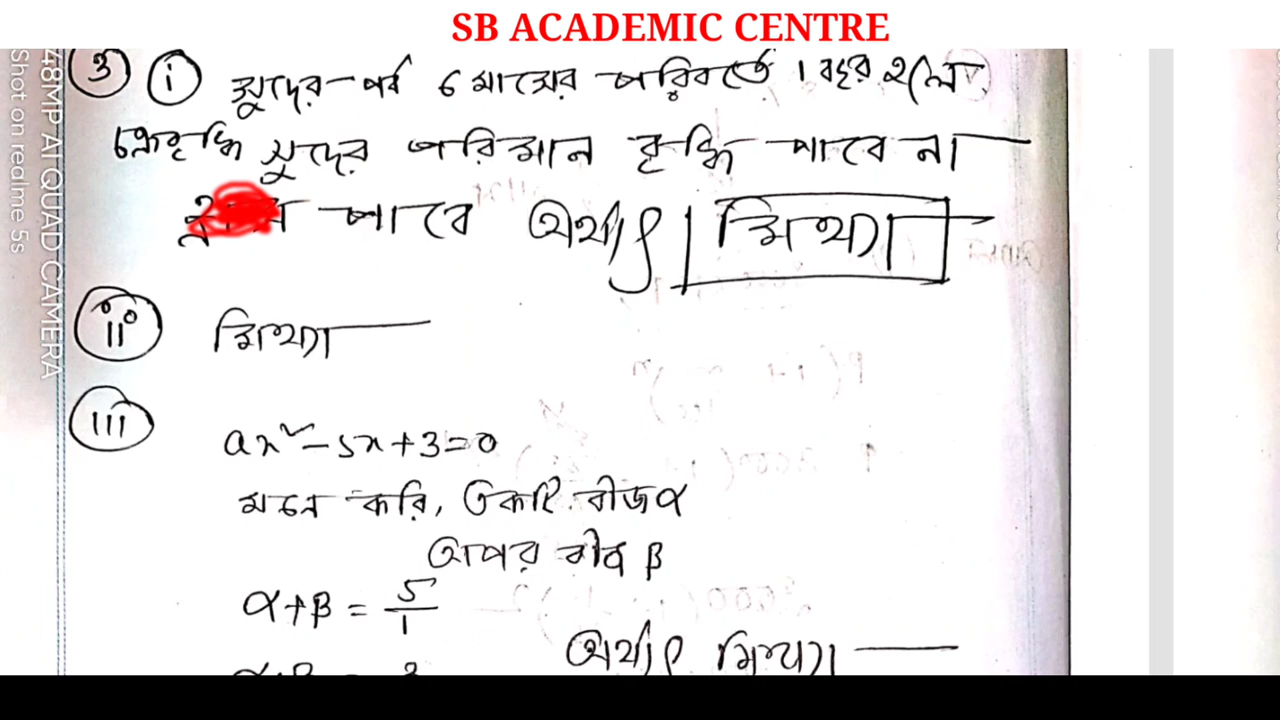 SB ACADEMIC CENTRE
3 i সুদের পর্ব 6 মাসের পরিবর্তে 1 বছর হলে
চক্রবৃদ্ধি সুদের পরিমান বৃদ্ধি পাবে না
পাবে অর্থাৎ মিথ্যা
ii মিথ্যা
iii
ax² - 5x + 3 = 0
মনে করি, একটি বীজ α
অপর বীজ β
α + β = 5/1
অর্থাৎ মিথ্যা
48MP AI QUAD CAMERA
Shot on realme 5s